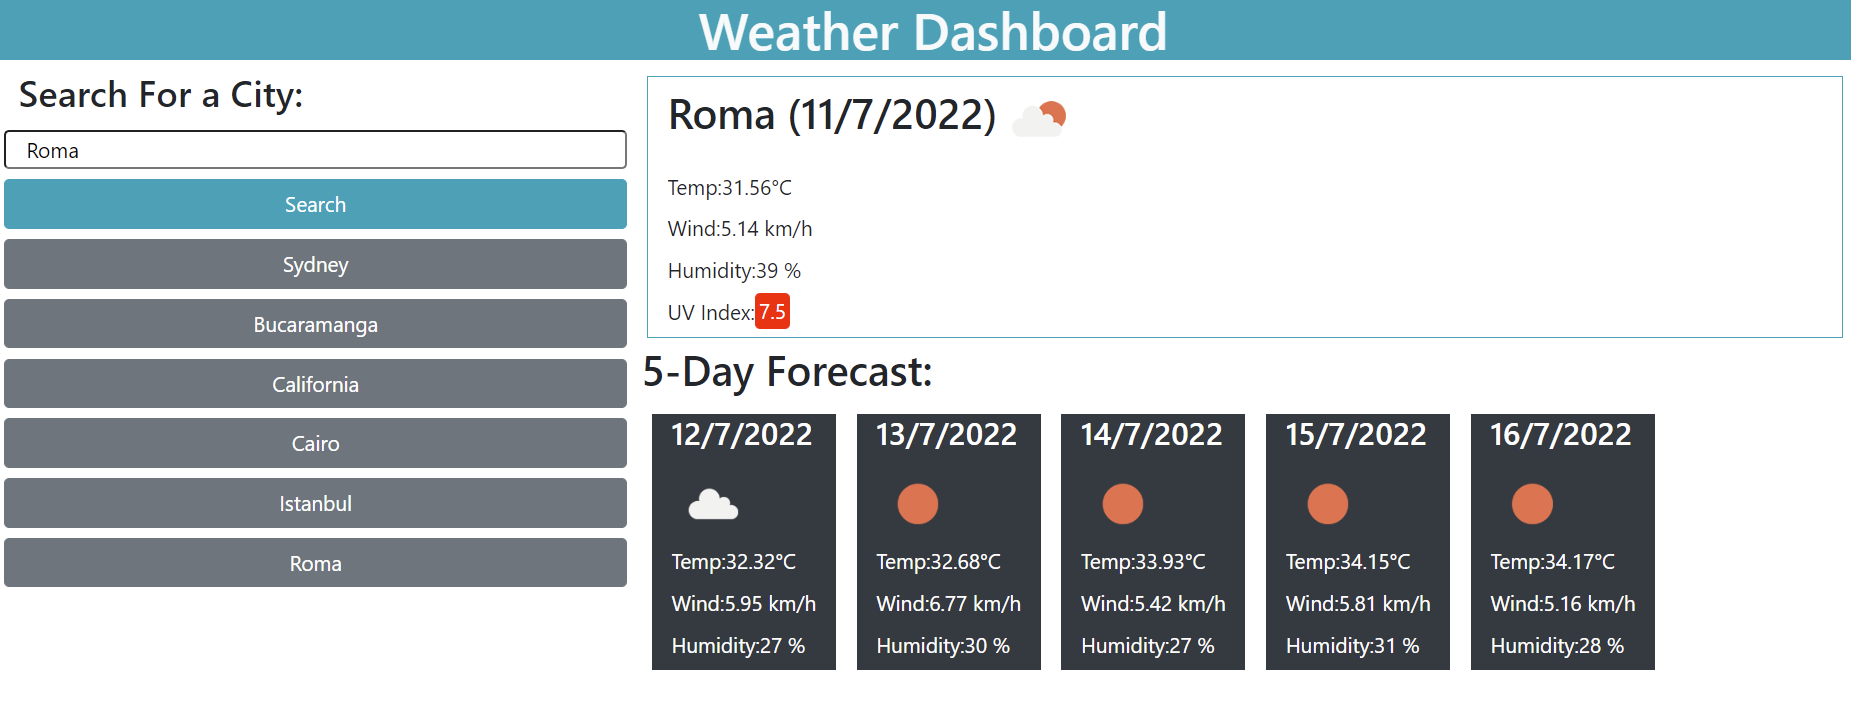 Weather Dashboard
Search For a City:
Roma
Search
Sydney
Bucaramanga
California
Cairo
Istanbul
Roma
Roma (11/7/2022)
Temp:31.56°C
Wind:5.14 km/h
Humidity:39 %
UV Index:7.5
5-Day Forecast:
12/7/2022
Temp:32.32°C
Wind:5.95 km/h
Humidity:27 %
13/7/2022
Temp:32.68°C
Wind:6.77 km/h
Humidity:30 %
14/7/2022
Temp:33.93°C
Wind:5.42 km/h
Humidity:27 %
15/7/2022
Temp:34.15°C
Wind:5.81 km/h
Humidity:31 %
16/7/2022
Temp:34.17°C
Wind:5.16 km/h
Humidity:28 %